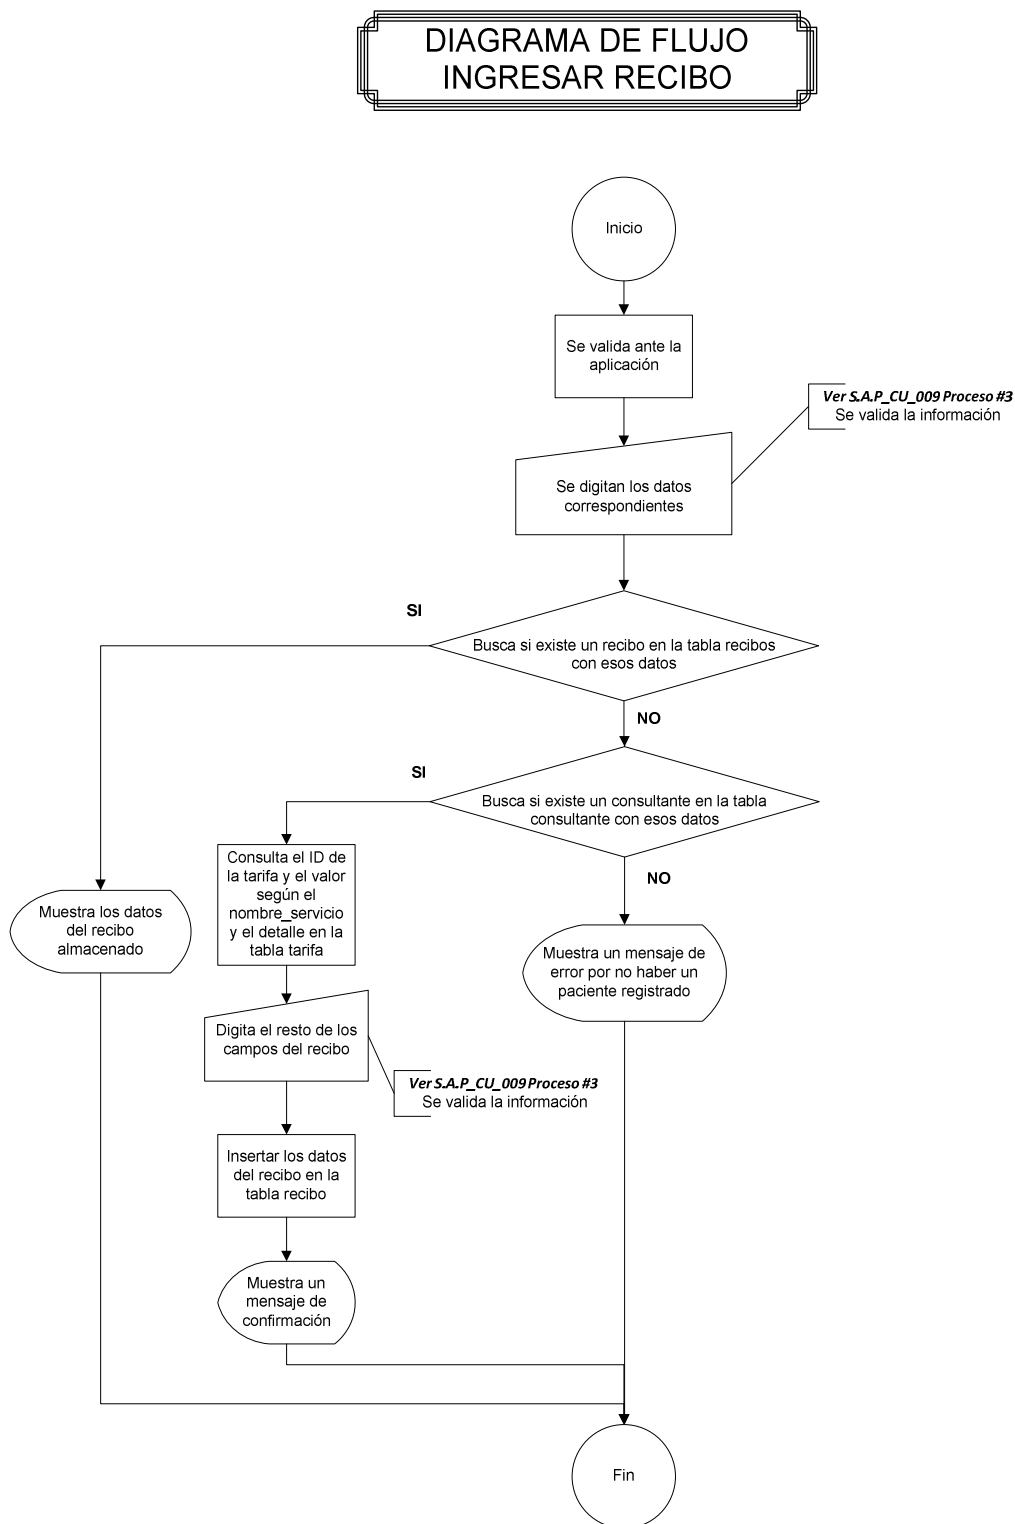 DIAGRAMA DE FLUJO
INGRESAR RECIBO
Inicio
Se valida ante la
aplicación
Ver S.A.P_CU_009 Proceso #3
Se valida la información
Se digitan los datos
correspondientes
SI
Busca si existe un recibo en la tabla recibos
con esos datos
NO
SI
Busca si existe un consultante en la tabla
consultante con esos datos
NO
Consulta el ID de
la tarifa y el valor
según el
nombre_servicio
y el detalle en la
tabla tarifa
Muestra los datos
del recibo
almacenado
Muestra un mensaje de
error por no haber un
paciente registrado
Digita el resto de los
campos del recibo
Ver S.A.P_CU_009 Proceso #3
Se valida la información
Insertar los datos
del recibo en la
tabla recibo
Muestra un
mensaje de
confirmación
Fin